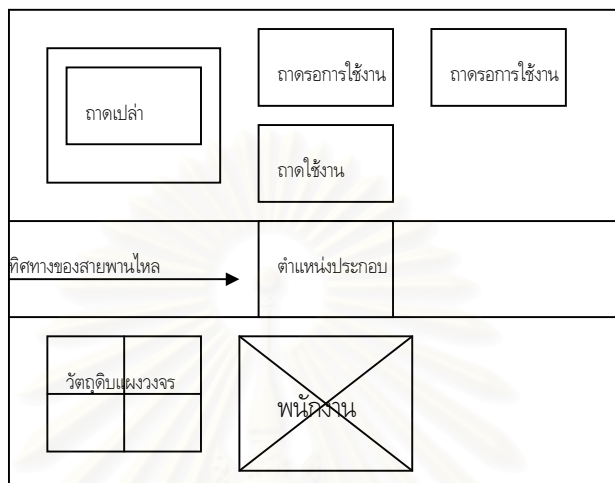 ถาดรอการใช้งาน
ถาดรอการใช้งาน
ถาดเปล่า
ถาดใช้งาน
ทิศทางของสายพานไหล
ตำแหน่งประกอบ
วัตถุดิบแผงวงจร
พนักงาน